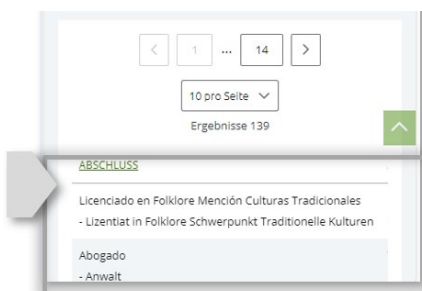 1 ... 14
10 pro Seite
Ergebnisse 139
ABSCHLUSS
Licenciado en Folklore Mención Culturas Tradicionales
- Lizentiat in Folklore Schwerpunkt Traditionelle Kulturen
Abogado
- Anwalt